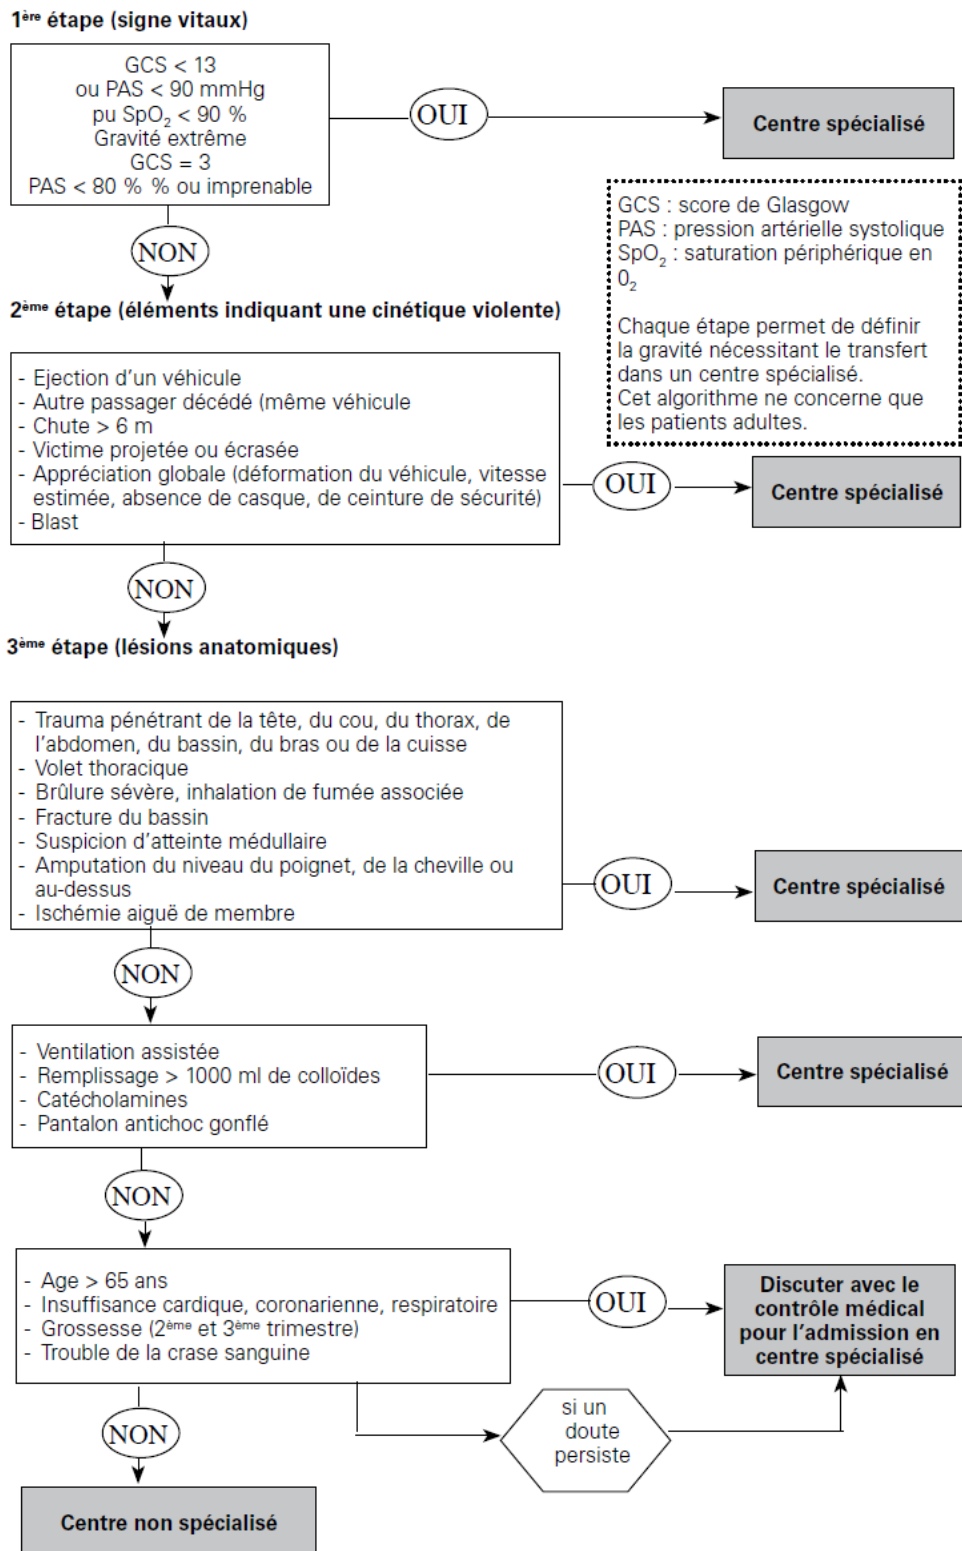 1ère étape (signe vitaux)
GCS < 13
ou PAS < 90 mmHg
pu SpO2 < 90 %
Gravité extrême
GCS = 3
PAS < 80 % % ou imprenable
OUI
Centre spécialisé
GCS : score de Glasgow
PAS : pression artérielle systolique
SpO2 : saturation périphérique en
02
Chaque étape permet de définir
la gravité nécessitant le transfert
dans un centre spécialisé.
Cet algorithme ne concerne que
les patients adultes.
NON
2ème étape (éléments indiquant une cinétique violente)
- Ejection d'un véhicule
- Autre passager décédé (même véhicule
- Chute > 6 m
- Victime projetée ou écrasée
- Appréciation globale (déformation du véhicule, vitesse
estimée, absence de casque, de ceinture de sécurité)
- Blast
OUI
Centre spécialisé
NON
3ème étape (lésions anatomiques)
- Trauma pénétrant de la tête, du cou, du thorax, de
l'abdomen, du bassin, du bras ou de la cuisse
- Volet thoracique
- Brûlure sévère, inhalation de fumée associée
- Fracture du bassin
- Suspicion d'atteinte médullaire
- Amputation du niveau du poignet, de la cheville ou
au-dessus
- Ischémie aiguë de membre
OUI
Centre spécialisé
NON
- Ventilation assistée
- Remplissage > 1000 ml de colloïdes
- Catécholamines
- Pantalon antichoc gonflé
OUI
Centre spécialisé
NON
- Age > 65 ans
- Insuffisance cardique, coronarienne, respiratoire
- Grossesse (2ème et 3ème trimestre)
- Trouble de la crase sanguine
OUI
Discuter avec le
contrôle médical
pour l'admission en
centre spécialisé
si un
doute
persiste
NON
Centre non spécialisé